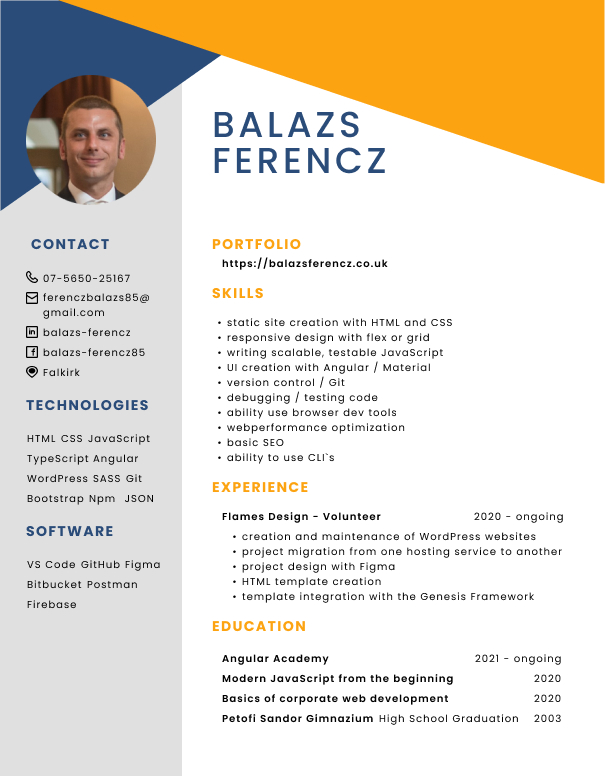 BALAZS
FERENCZ
CONTACT
07-5650-25167
ferenczbalazs85@
gmail.com
balazs-ferencz
balazs-ferencz85
Falkirk
TECHNOLOGIES
HTML CSS JavaScript
TypeScript Angular
WordPress SASS Git
Bootstrap Npm JSON
SOFTWARE
VS Code GitHub Figma
Bitbucket Postman
Firebase
PORTFOLIO
https://balazsferencz.co.uk
SKILLS
• static site creation with HTML and CSS
• responsive design with flex or grid
• writing scalable, testable JavaScript
• UI creation with Angular / Material
• version control / Git
• debugging / testing code
• ability use browser dev tools
• webperformance optimization
• basic SEO
• ability to use CLI`s
EXPERIENCE
Flames Design - Volunteer 2020 - ongoing
• creation and maintenance of WordPress websites
• project migration from one hosting service to another
• project design with Figma
• HTML template creation
• template integration with the Genesis Framework
EDUCATION
Angular Academy 2021 - ongoing
Modern JavaScript from the beginning 2020
Basics of corporate web development 2020
Petofi Sandor Gimnazium High School Graduation 2003